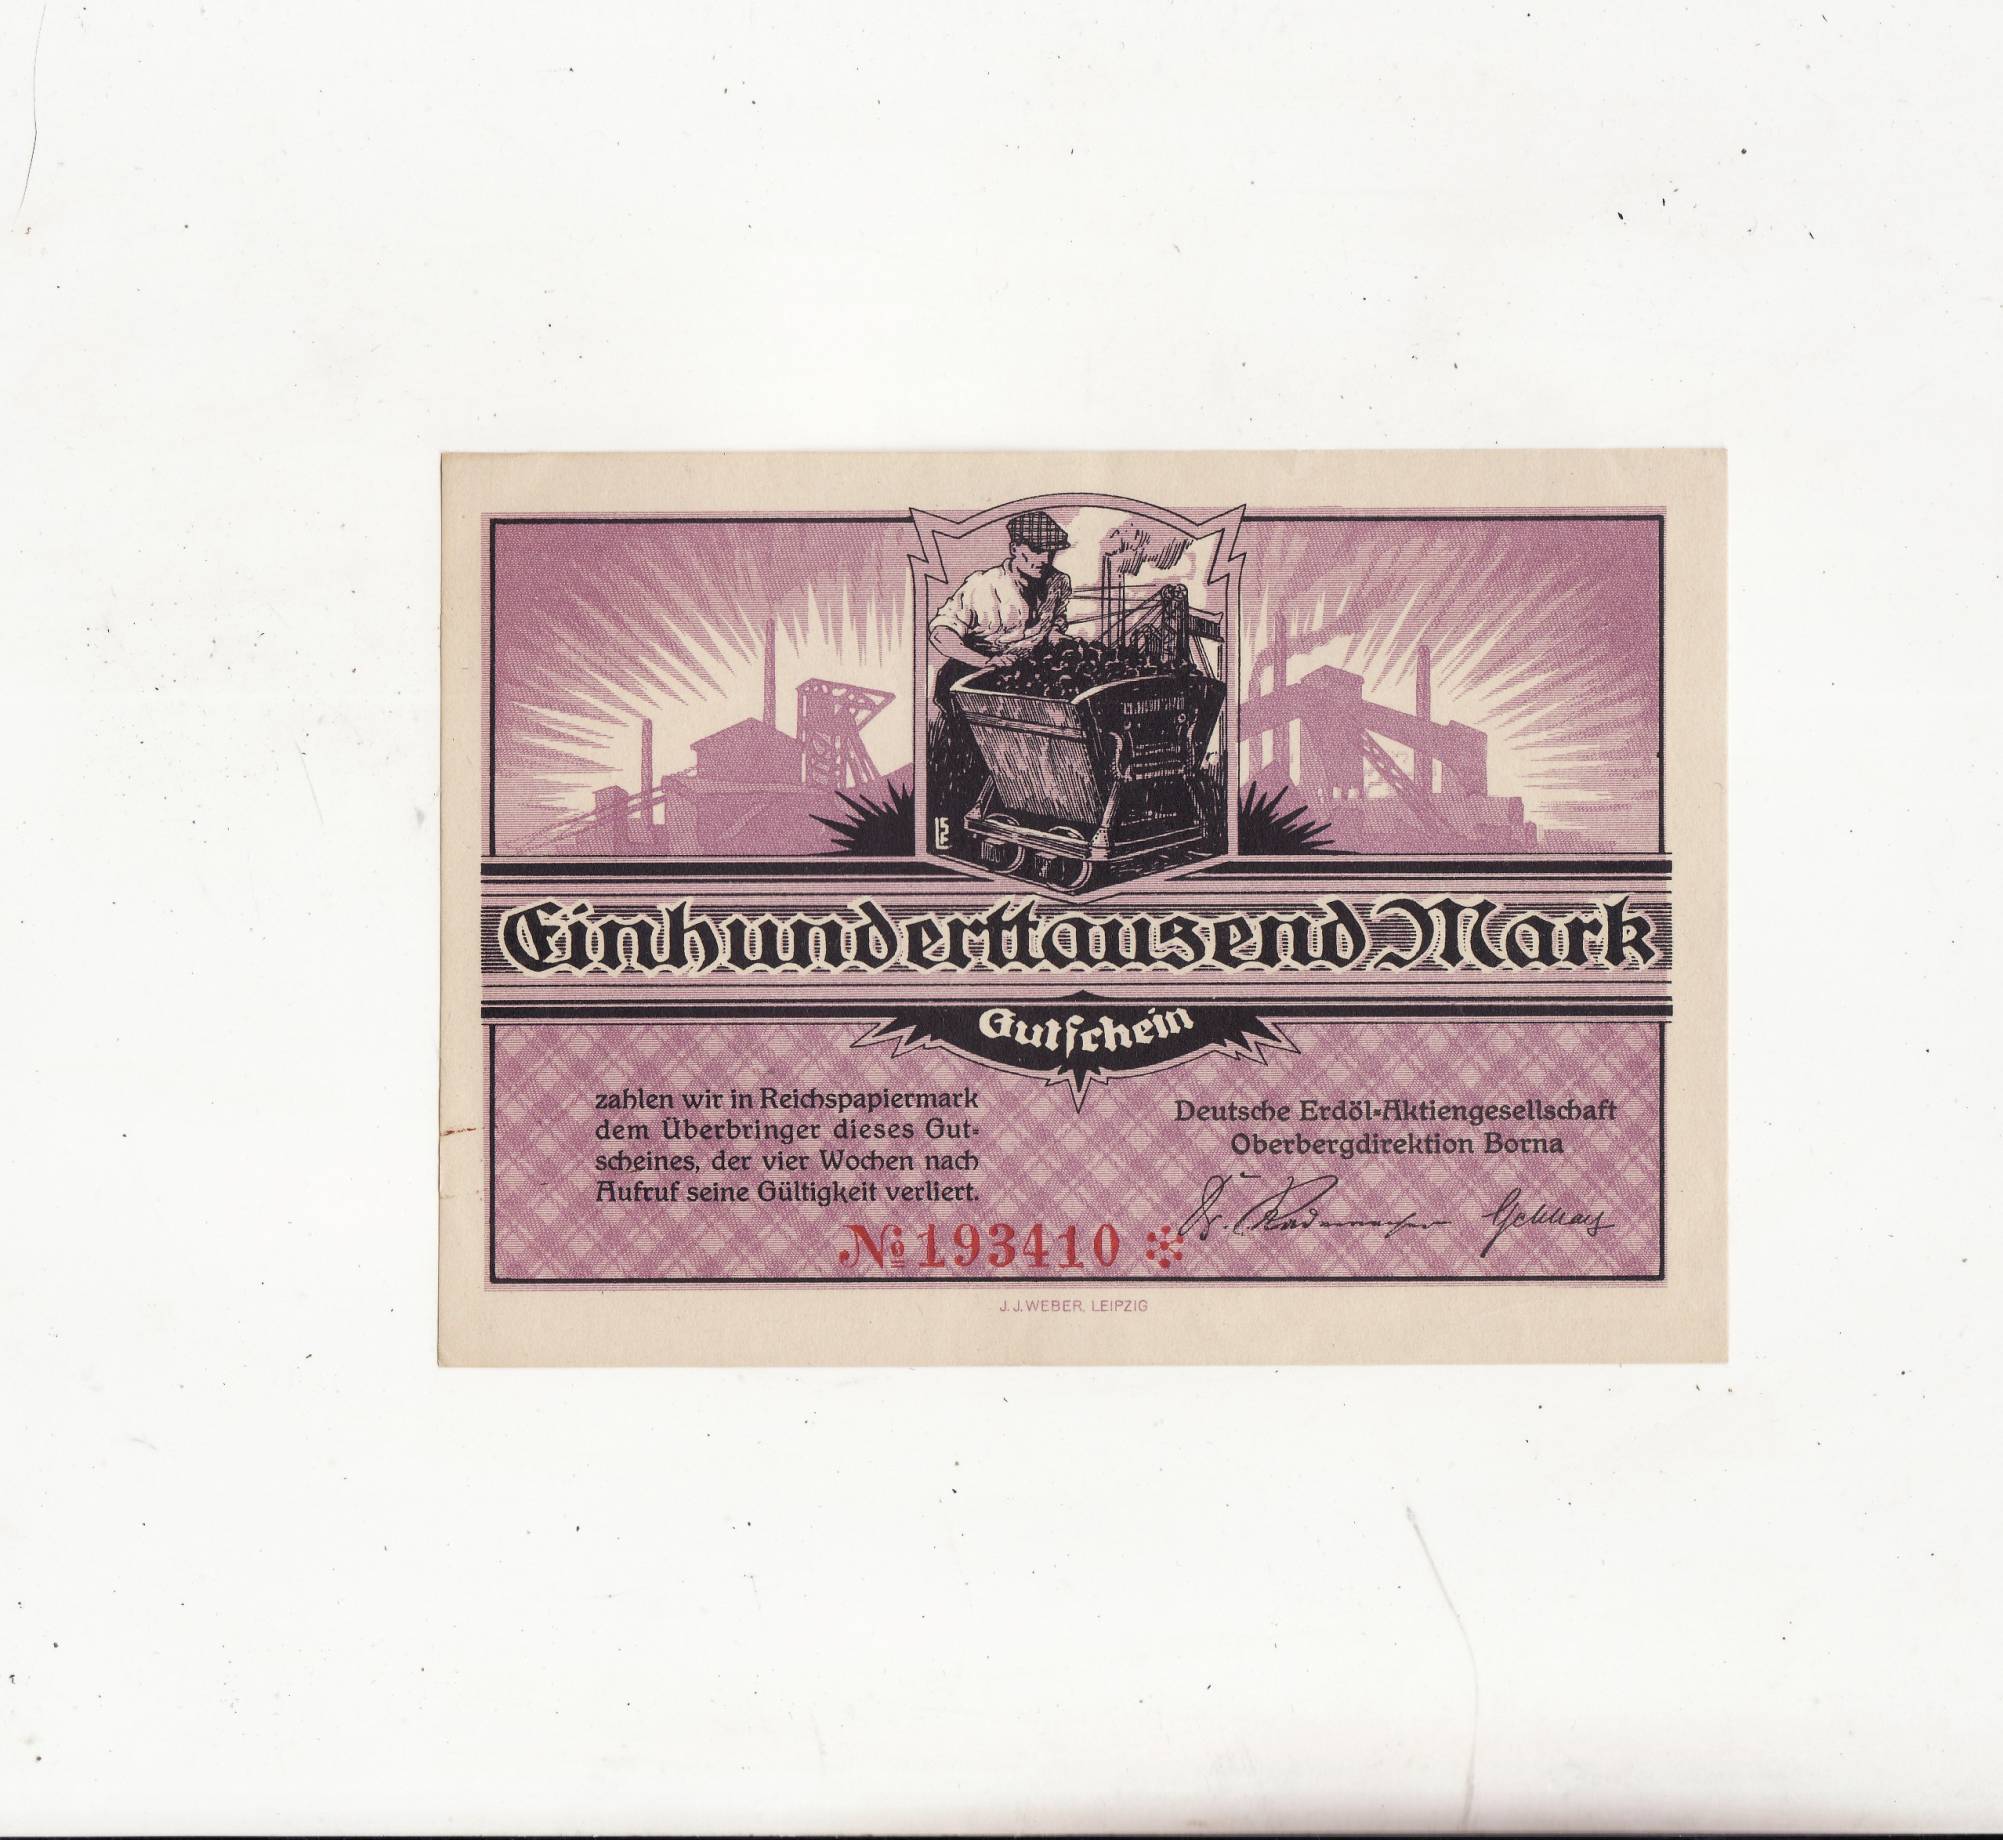 Einhunderttausend Mark
Gutschein
zahlen wir in Reichspapiermark
dem Überbringer dieses Gut-
scheines, der vier Wochen nach
Aufruf seine Gültigkeit verliert.
Deutsche Erdöl-Aktiengesellschaft
Oberbergdirektion Borna
№ 193410
J. J. WEBER, LEIPZIG